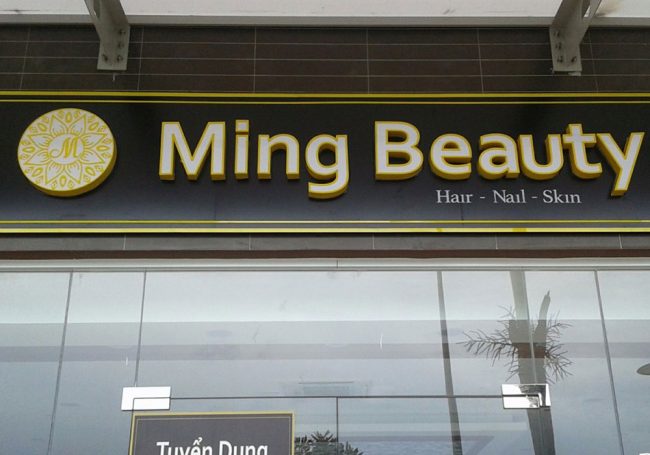 M
Ming Beauty
Hair - Nail - Skin
Tuyển Dụng